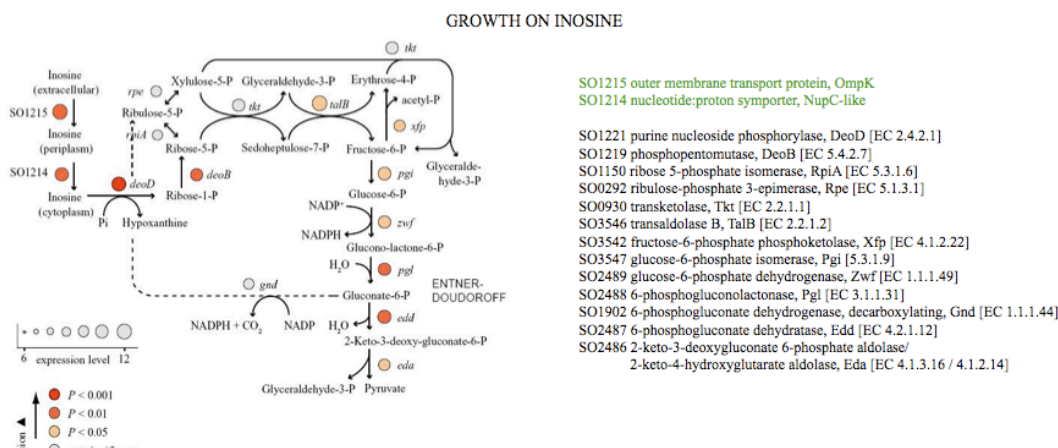 GROWTH ON INOSINE
Inosine
(extracellular)
SO1215
Inosine
(periplasm)
SO1214
Inosine
(cytoplasm)
Pi
Hypoxanthine
deoD
Ribose-1-P
deoB
Ribose-5-P
rpiA
Ribulose-5-P
rpe
Xylulose-5-P
Glyceraldehyde-3-P
Erythrose-4-P
tkt
tkt
talB
acetyl-P
xfp
Sedoheptulose-7-P
Fructose-6-P
Glyceralde-
hyde-3-P
pgi
Glucose-6-P
NADP⁺
NADPH
zwf
Glucono-lactone-6-P
H₂O
pgl
Gluconate-6-P
ENTNER-
DOUDOROFF
gnd
NADPH + CO₂
NADP
H₂O
edd
2-Keto-3-deoxy-gluconate-6-P
eda
Glyceraldehyde-3-P
Pyruvate
6 expression level 12
P < 0.001
P < 0.01
P < 0.05
SO1215 outer membrane transport protein, OmpK
SO1214 nucleotide:proton symporter, NupC-like
SO1221 purine nucleoside phosphorylase, DeoD [EC 2.4.2.1]
SO1219 phosphopentomutase, DeoB [EC 5.4.2.7]
SO1150 ribose 5-phosphate isomerase, RpiA [EC 5.3.1.6]
SO0292 ribulose-phosphate 3-epimerase, Rpe [EC 5.1.3.1]
SO0930 transketolase, Tkt [EC 2.2.1.1]
SO3546 transaldolase B, TalB [EC 2.2.1.2]
SO3542 fructose-6-phosphate phosphoketolase, Xfp [EC 4.1.2.22]
SO3547 glucose-6-phosphate isomerase, Pgi [5.3.1.9]
SO2489 glucose-6-phosphate dehydrogenase, Zwf [EC 1.1.1.49]
SO2488 6-phosphogluconolactonase, Pgl [EC 3.1.1.31]
SO1902 6-phosphogluconate dehydrogenase, decarboxylating, Gnd [EC 1.1.1.44]
SO2487 6-phosphogluconate dehydratase, Edd [EC 4.2.1.12]
SO2486 2-keto-3-deoxygluconate 6-phosphate aldolase/
2-keto-4-hydroxyglutarate aldolase, Eda [EC 4.1.3.16 / 4.1.2.14]